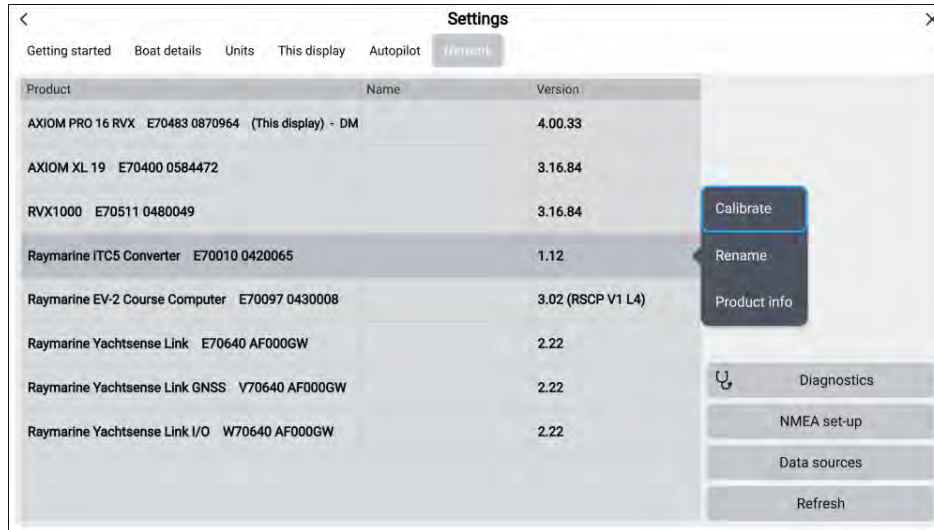 Settings
Getting started Boat details Units This display Autopilot Network
Product Name Version
AXIOM PRO 16 RVX E70483 0870964 (This display) - DM 4.00.33
AXIOM XL 19 E70400 0584472 3.16.84
RVX1000 E70511 0480049 3.16.84
Calibrate
Raymarine iTC5 Converter E70010 0420065 1.12
Rename
Raymarine EV-2 Course Computer E70097 0430008 3.02 (RSCP V1 L4)
Product info
Raymarine Yachtsense Link E70640 AF000GW 2.22
Raymarine Yachtsense Link GNSS V70640 AF000GW 2.22
Diagnostics
Raymarine Yachtsense Link I/O W70640 AF000GW 2.22
NMEA set-up
Data sources
Refresh